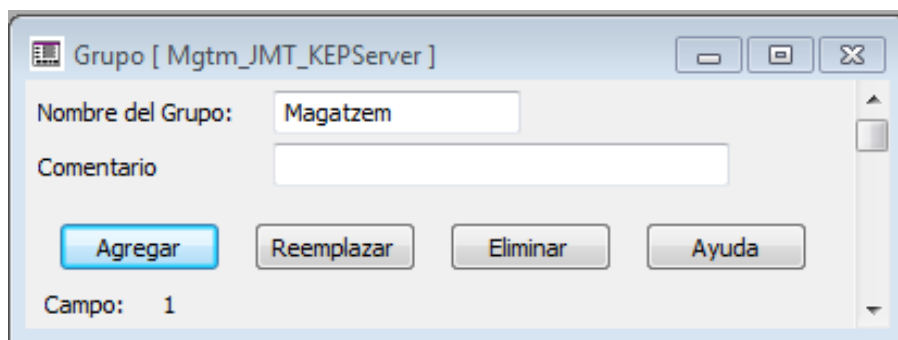 Grupo [ Mgtm_JMT_KEPServer ]
Nombre del Grupo: Magatzem
Comentario
Agregar Reemplazar Eliminar Ayuda
Campo: 1